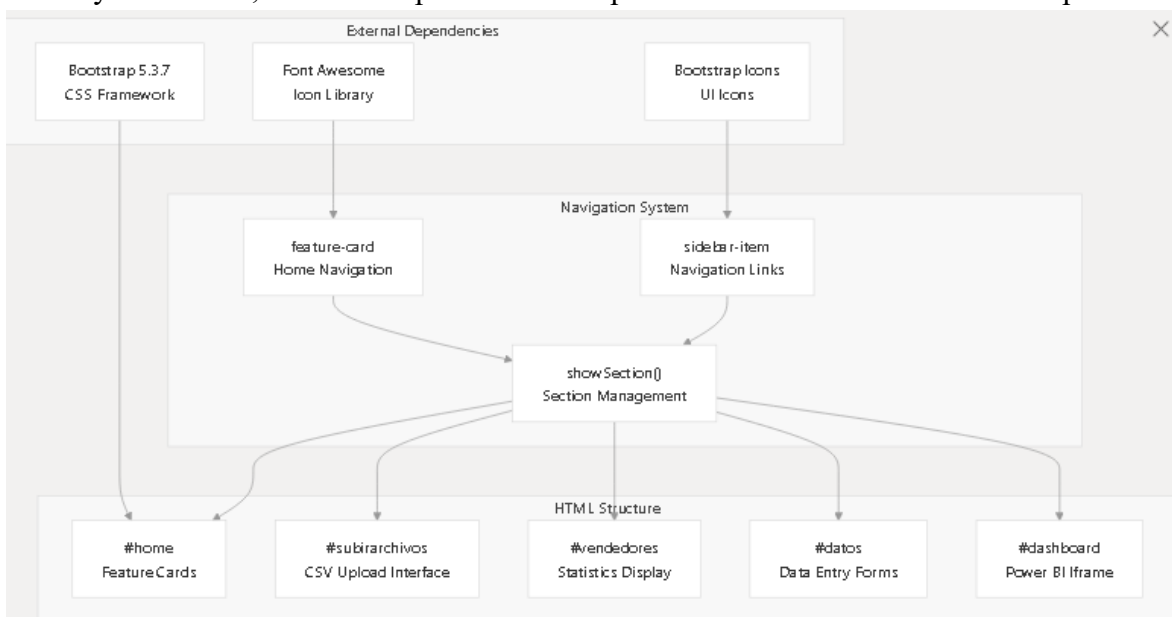 External Dependencies
Bootstrap 5.3.7
CSS Framework
Font Awesome
Icon Library
Bootstrap Icons
UI Icons
Navigation System
feature-card
Home Navigation
sidebar-item
Navigation Links
showSection()
Section Management
HTML Structure
#home
Feature Cards
#subirarchivos
CSV Upload Interface
#vendedores
Statistics Display
#datos
Data Entry Forms
#dashboard
Power BI Iframe